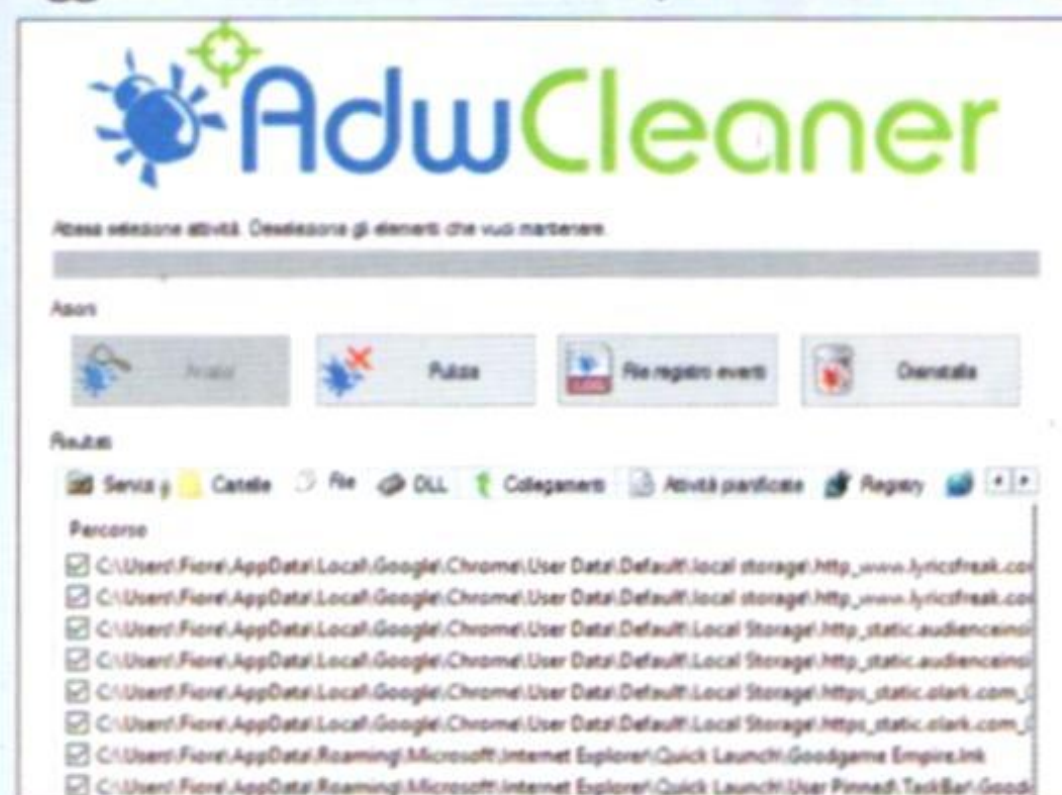 AdwCleaner
Attesa selezione attività. Deseleziona gli elementi che vuoi mantenere.
Azioni
Analisi
Pulizia
File registro eventi
Disinstalla
LOG
Risultati
Servizi
Cartelle
File
DLL
Collegamenti
Attività pianificate
Registry
Percorso
C:\Users\Fiore\AppData\Local\Google\Chrome\User Data\Default\local storage\http_www.lyricsfreak.co
C:\Users\Fiore\AppData\Local\Google\Chrome\User Data\Default\local storage\http_www.lyricsfreak.co
C:\Users\Fiore\AppData\Local\Google\Chrome\User Data\Default\Local Storage\http_static.audienceinsi
C:\Users\Fiore\AppData\Local\Google\Chrome\User Data\Default\Local Storage\http_static.audienceinsi
C:\Users\Fiore\AppData\Local\Google\Chrome\User Data\Default\Local Storage\https_static.olark.com_
C:\Users\Fiore\AppData\Local\Google\Chrome\User Data\Default\Local Storage\https_static.olark.com_
C:\Users\Fiore\AppData\Roaming\Microsoft\Internet Explorer\Quick Launch\Goodgame Empire.lnk
C:\Users\Fiore\AppData\Roaming\Microsoft\Internet Explorer\Quick Launch\User Pinned\TaskBar\Good